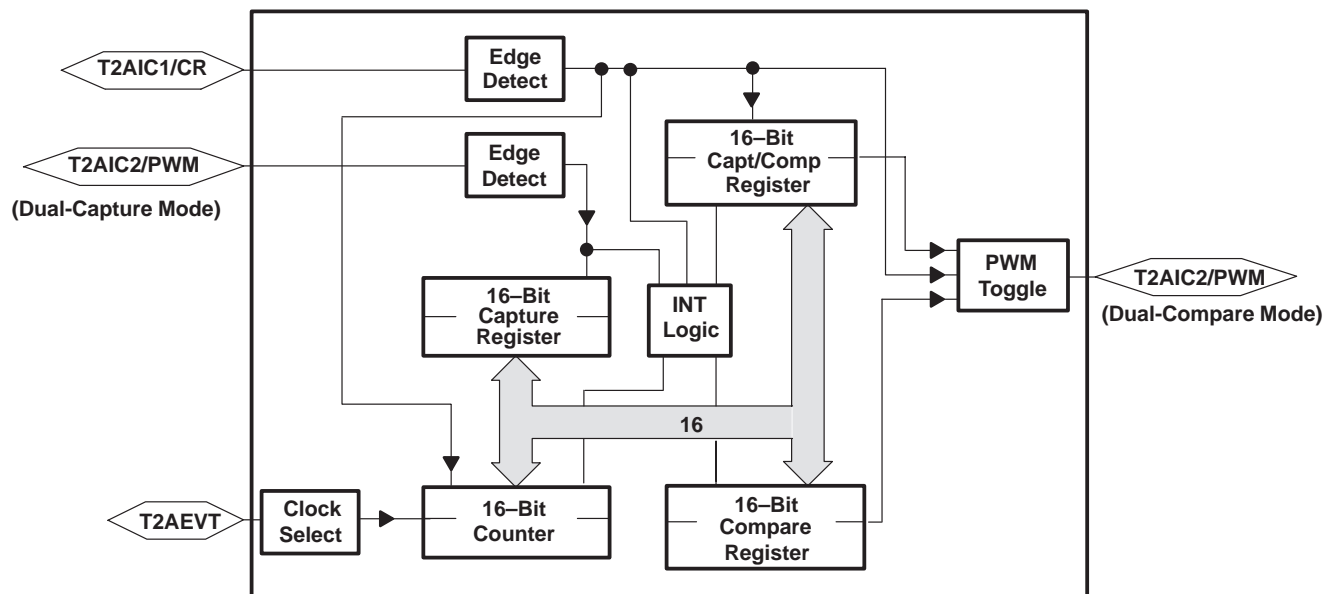 T2AIC1/CR
Edge
Detect
T2AIC2/PWM
(Dual-Capture Mode)
Edge
Detect
16–Bit
Capt/Comp
Register
16–Bit
Capture
Register
INT
Logic
PWM
Toggle
T2AIC2/PWM
(Dual-Compare Mode)
16
T2AEVT
Clock
Select
16–Bit
Counter
16–Bit
Compare
Register